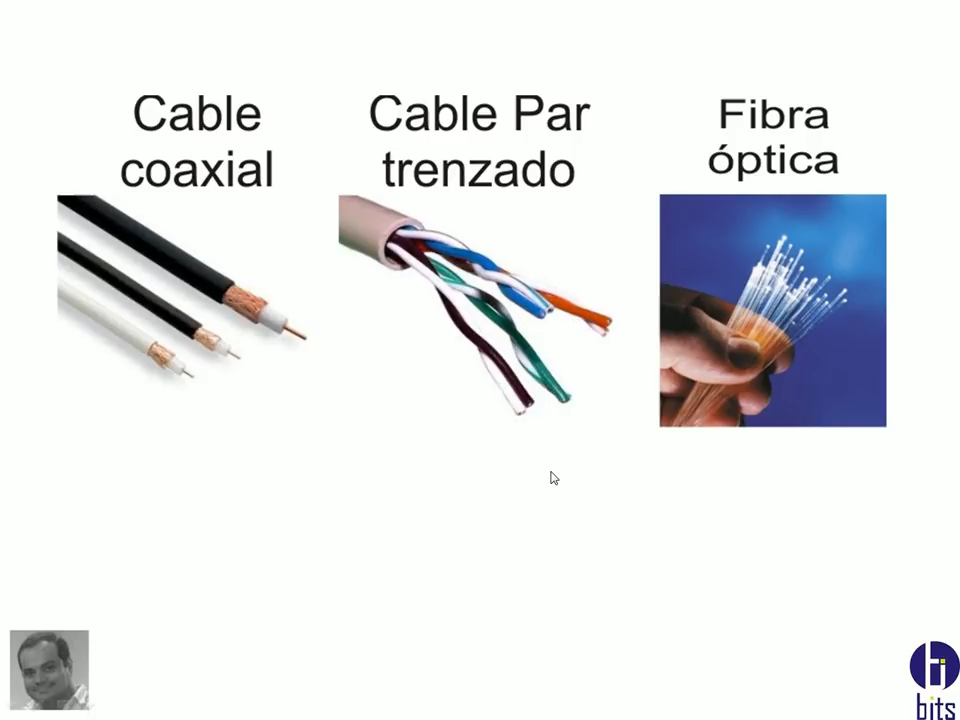 Cable
coaxial
Cable Par
trenzado
Fibra
óptica
bits